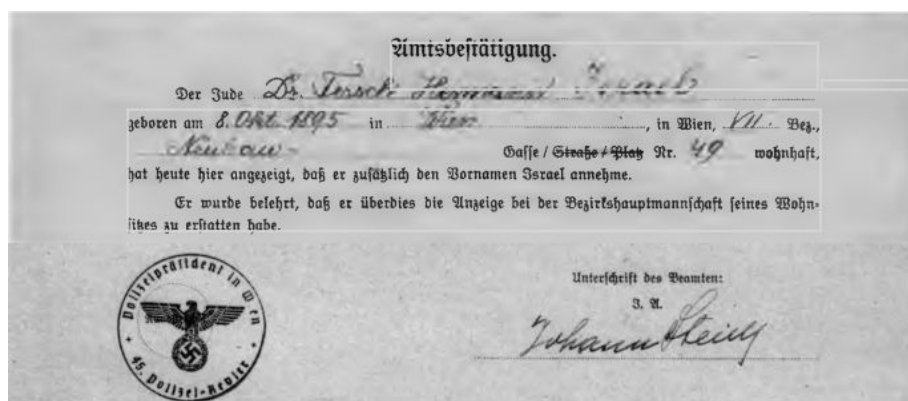 Amtsbestätigung.
Der Jude Dr. Israel
geboren am 8. Okt. 1895 in Wien, in Wien, VII. Bez.,
Neubau- Gasse / Straße / Platz Nr. 49 wohnhaft,
hat heute hier angezeigt, daß er zusätzlich den Vornamen Israel annehme.
Er wurde belehrt, daß er überdies die Anzeige bei der Bezirkshauptmannschaft seines Wohn-
sitzes zu erstatten habe.
Polizeipräsident in Wien
45. Polizei-Revier
Unterschrift des Beamten:
I. A.
Johann